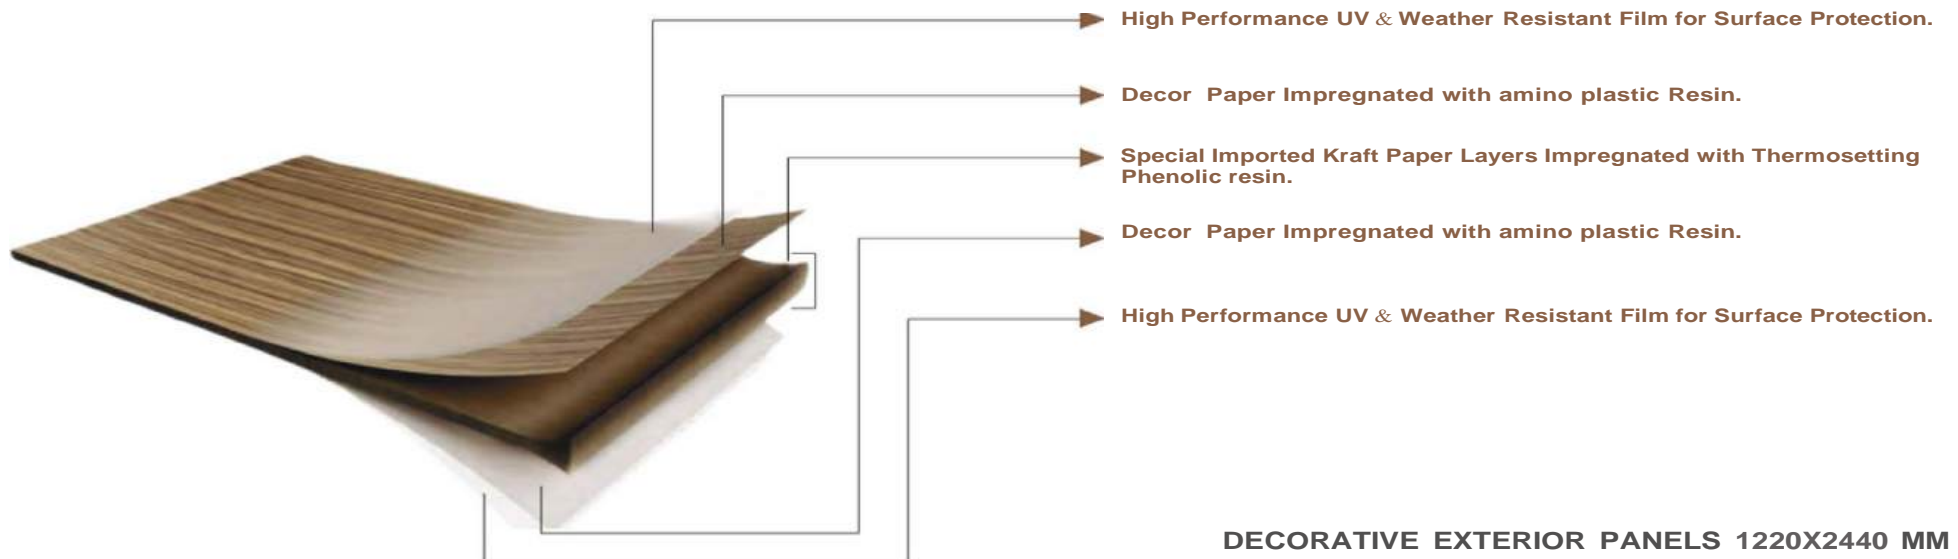 High Performance UV & Weather Resistant Film for Surface Protection.
Decor Paper Impregnated with amino plastic Resin.
Special Imported Kraft Paper Layers Impregnated with Thermosetting
Phenolic resin.
Decor Paper Impregnated with amino plastic Resin.
High Performance UV & Weather Resistant Film for Surface Protection.
DECORATIVE EXTERIOR PANELS 1220X2440 MM